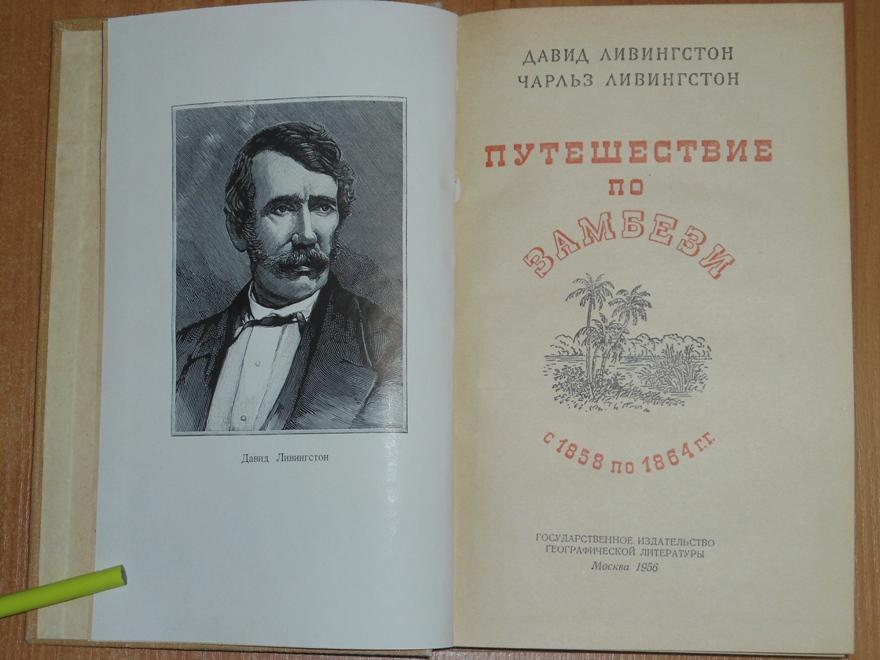 Давид Ливингстон
ДАВИД ЛИВИНГСТОН
ЧАРЛЬЗ ЛИВИНГСТОН
ПУТЕШЕСТВИЕ
ПО
ЗАМБЕЗИ
С 1858 ПО 1864 Г.Г.
ГОСУДАРСТВЕННОЕ ИЗДАТЕЛЬСТВО
ГЕОГРАФИЧЕСКОЙ ЛИТЕРАТУРЫ
Москва 1956